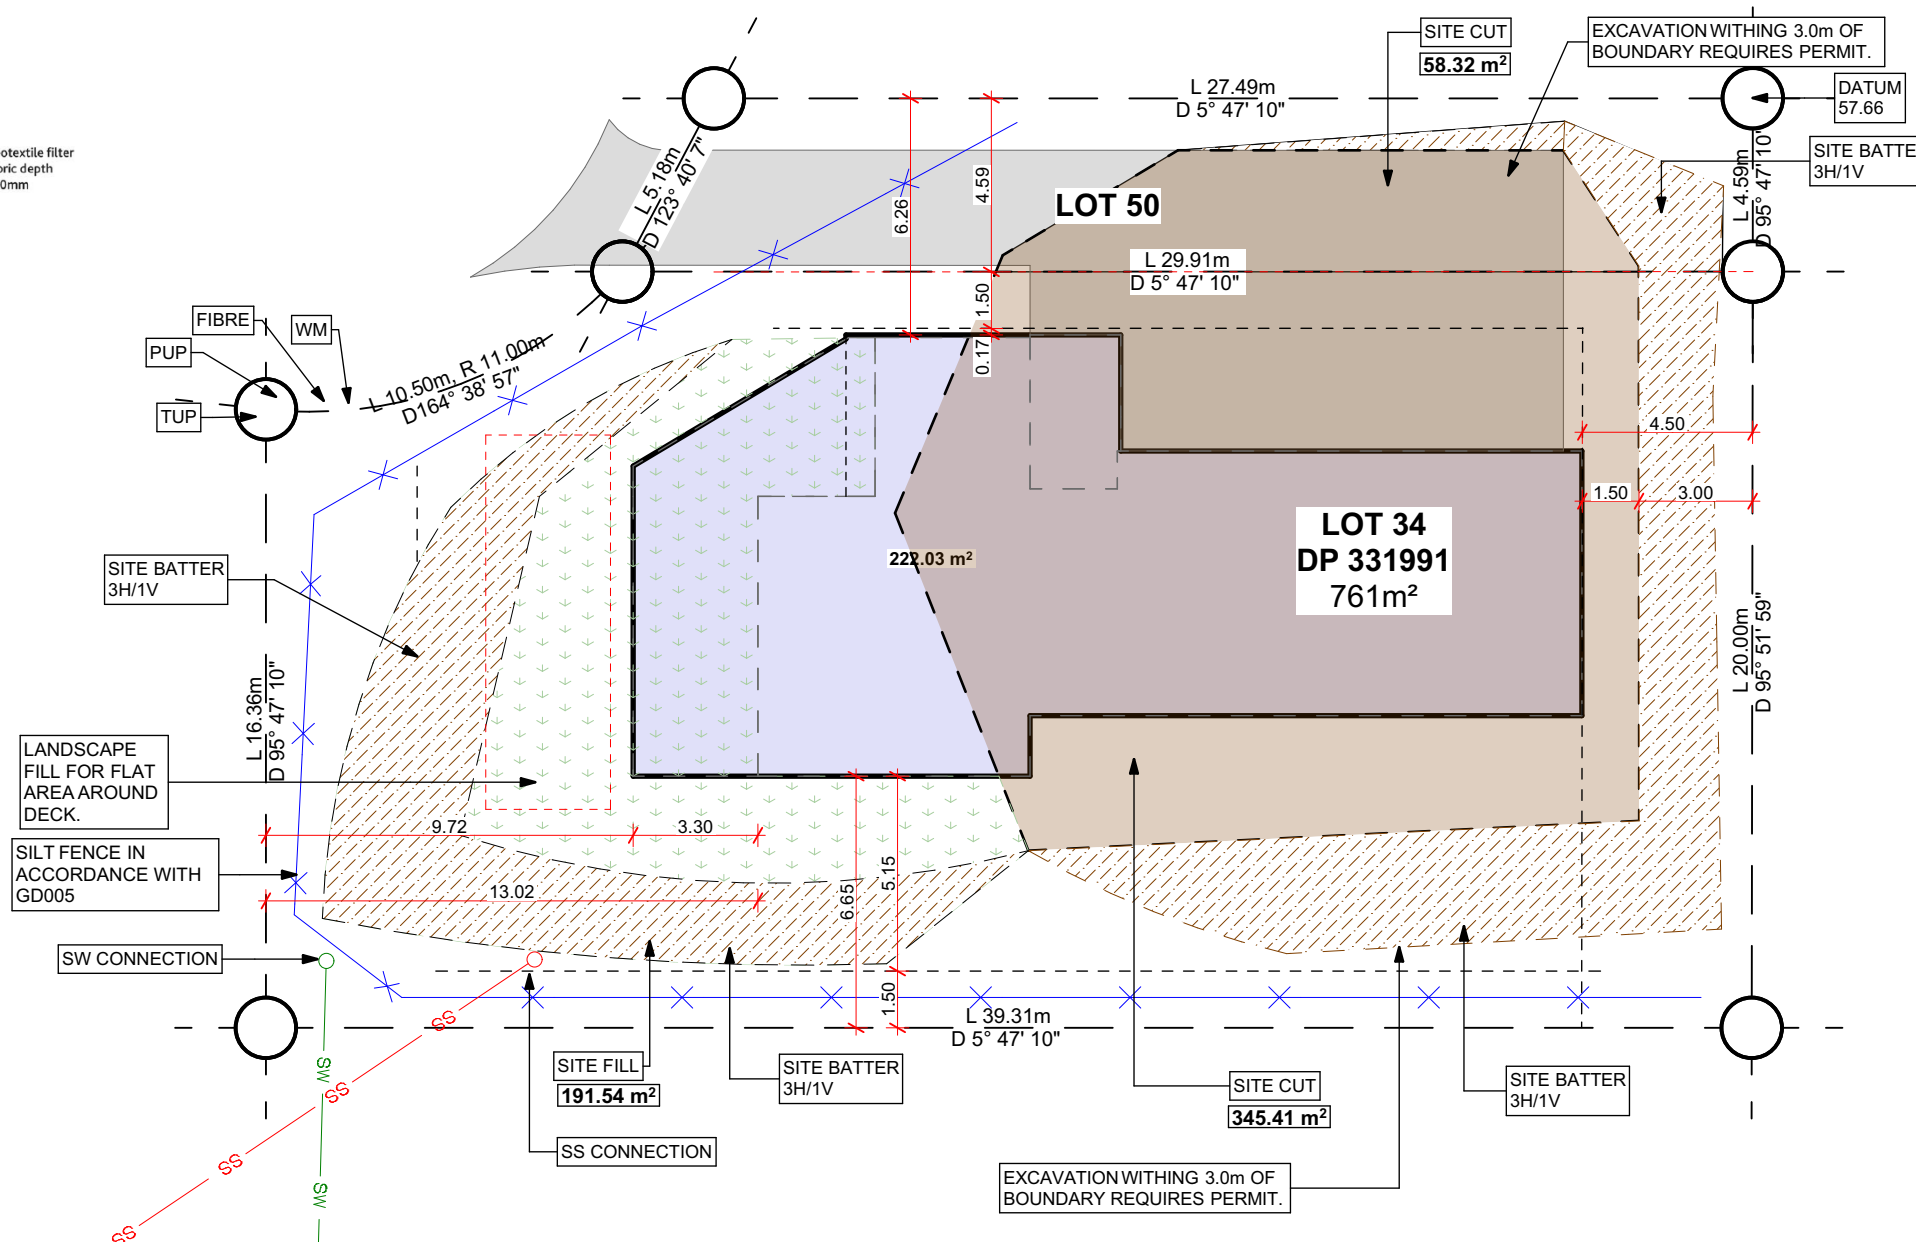 SITE CUT
58.32 m²
EXCAVATION WITHING 3.0m OF
BOUNDARY REQUIRES PERMIT.
L 27.49m
D 5° 47' 10"
DATUM
57.66
otextile filter
ric depth
0mm
SITE BATTE
3H/1V
L 5.18m
D 123° 40' 7"
L 4.59m
D 95° 47' 10"
6.26
4.59
LOT 50
L 29.91m
D 5° 47' 10"
1.50
0.17
FIBRE
WM
PUP
TUP
L 10.50m, R 11.00m
D164° 38' 57"
4.50
1.50
3.00
LOT 34
DP 331991
761m²
222.03 m²
SITE BATTER
3H/1V
L 16.36m
D 95° 47' 10"
L 20.00m
D 95° 51' 59"
LANDSCAPE
FILL FOR FLAT
AREA AROUND
DECK.
9.72
3.30
SILT FENCE IN
ACCORDANCE WITH
GD005
13.02
6.65
5.15
1.50
SW CONNECTION
L 39.31m
D 5° 47' 10"
SS
SS
SS
SS
SW
SW
SITE FILL
191.54 m²
SITE BATTER
3H/1V
SITE CUT
345.41 m²
SITE BATTER
3H/1V
SS CONNECTION
EXCAVATION WITHING 3.0m OF
BOUNDARY REQUIRES PERMIT.